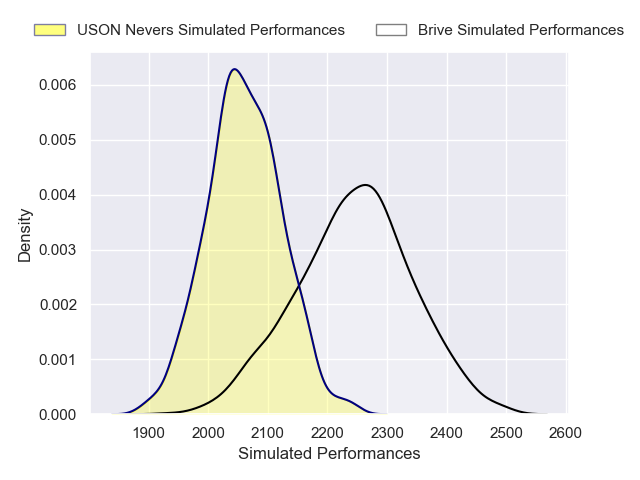 USON Nevers Simulated Performances Brive Simulated Performances
0.006
0.005
0.004
0.003
0.002
0.001
0.000
Density
1900 2000 2100 2200 2300 2400 2500 2600
Simulated Performances